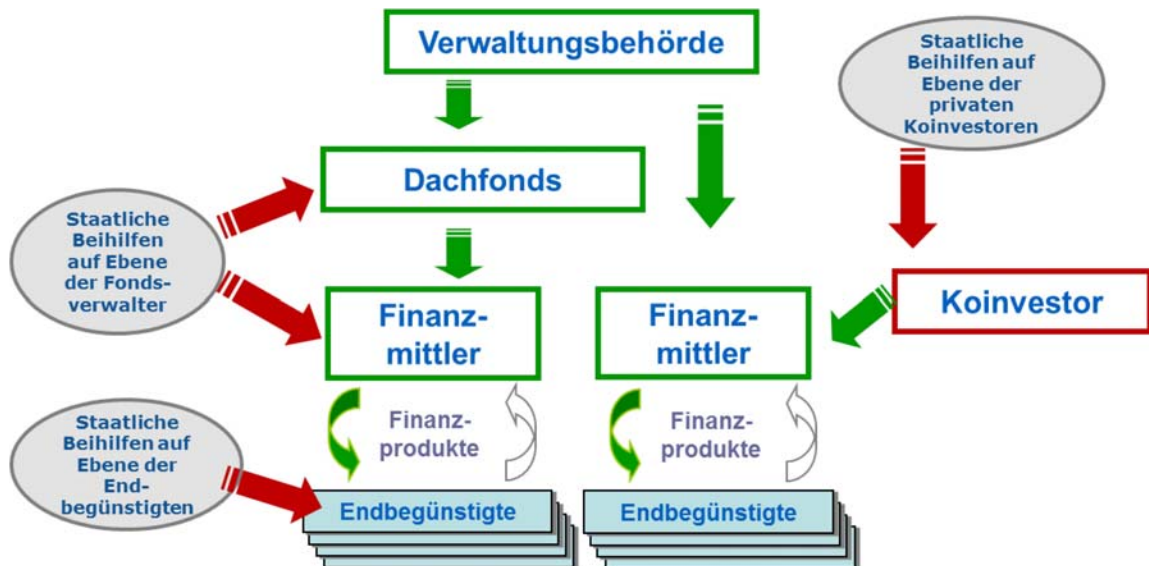 Verwaltungsbehörde
Staatliche
Beihilfen auf
Ebene der
privaten
Koinvestoren
Dachfonds
Staatliche
Beihilfen
auf Ebene
der Fonds-
verwalter
Finanz-
mittler
Finanz-
mittler
Koinvestor
Finanz-
produkte
Finanz-
produkte
Staatliche
Beihilfen auf
Ebene der
End-
begünstigten
Endbegünstigte
Endbegünstigte